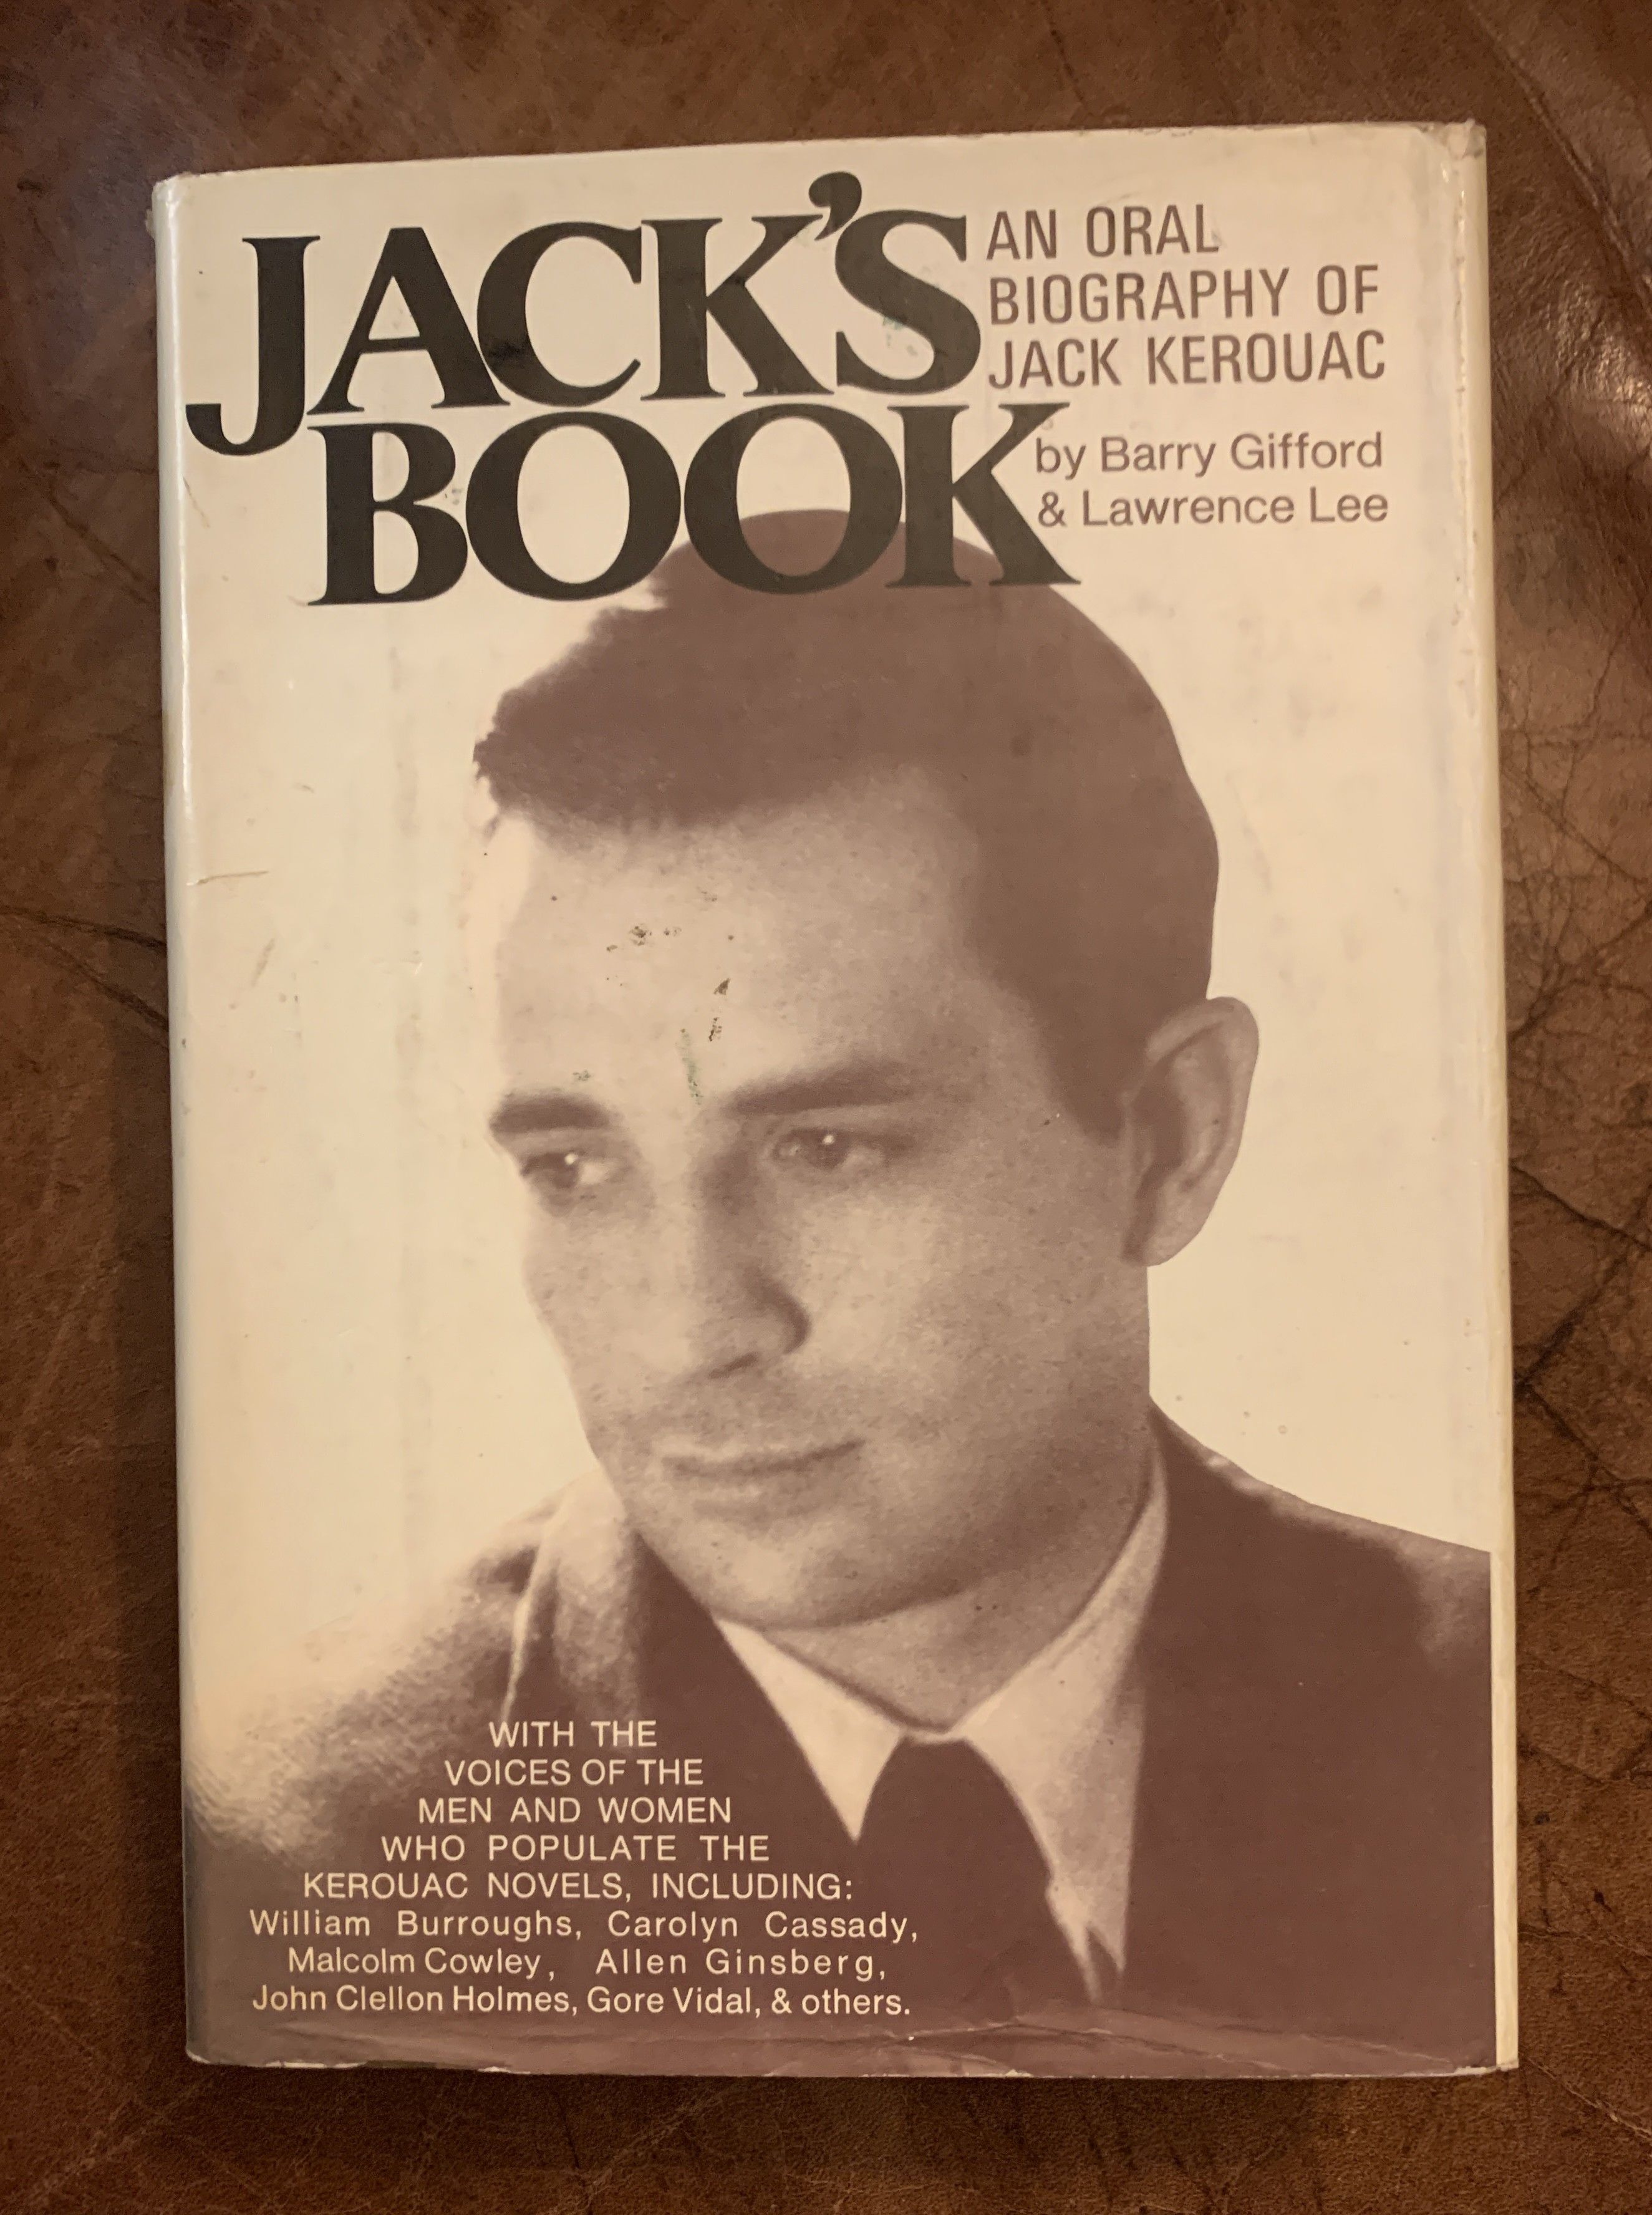 JACK'S
BOOK
AN ORAL
BIOGRAPHY OF
JACK KEROUAC
by Barry Gifford
& Lawrence Lee
WITH THE
VOICES OF THE
MEN AND WOMEN
WHO POPULATE THE
KEROUAC NOVELS, INCLUDING:
William Burroughs, Carolyn Cassady,
Malcolm Cowley, Allen Ginsberg,
John Clellon Holmes, Gore Vidal, & others.